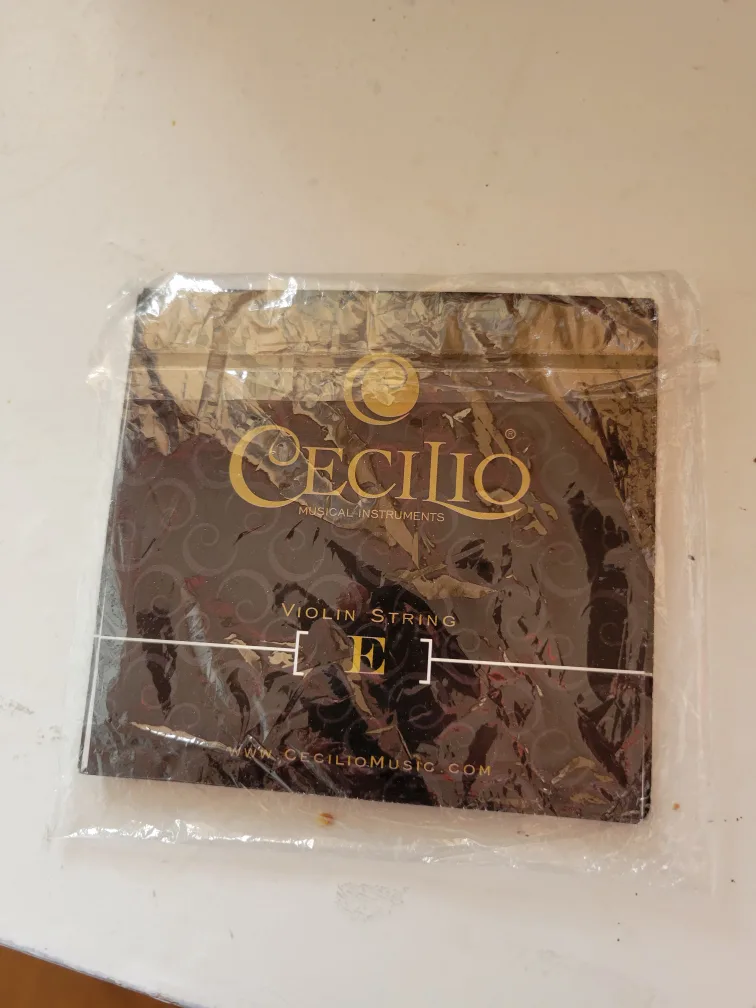 CECILIO®
MUSICAL INSTRUMENTS
VIOLIN STRING
[E]
WWW.CECILIOMUSIC.COM